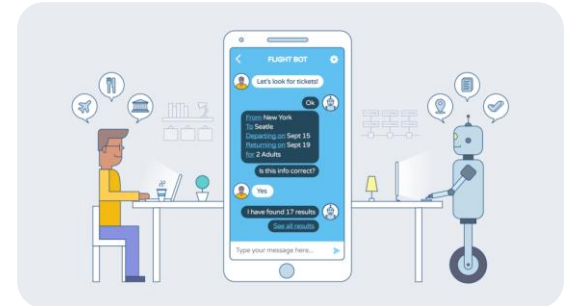 FLIGHT BOT
Let's look for tickets!
Ok
From New York
To Seatle
Departing on Sept 15
Returning on Sept 19
for 2 Adults
Is this info correct?
Yes
I have found 17 results
See all results
Type your message here...